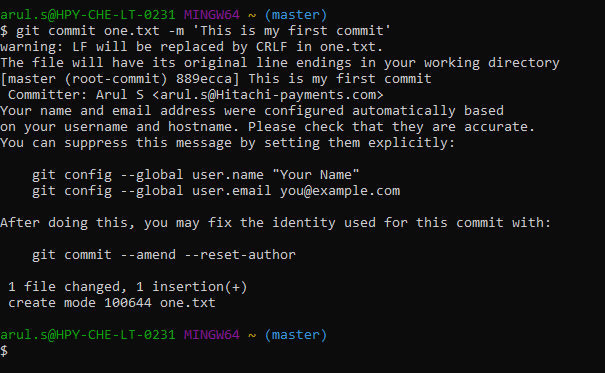 arul.s@HPY-CHE-LT-0231 MINGW64 ~ (master)
$ git commit one.txt -m 'This is my first commit'
warning: LF will be replaced by CRLF in one.txt.
The file will have its original line endings in your working directory
[master (root-commit) 889ecca] This is my first commit
 Committer: Arul S <arul.s@Hitachi-payments.com>
Your name and email address were configured automatically based
on your username and hostname. Please check that they are accurate.
You can suppress this message by setting them explicitly:

    git config --global user.name "Your Name"
    git config --global user.email you@example.com

After doing this, you may fix the identity used for this commit with:

    git commit --amend --reset-author

 1 file changed, 1 insertion(+)
 create mode 100644 one.txt

arul.s@HPY-CHE-LT-0231 MINGW64 ~ (master)
$